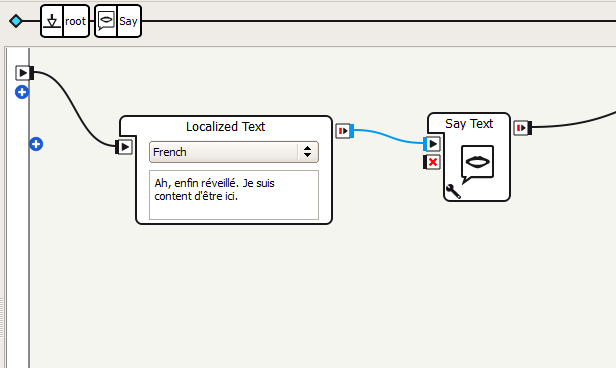 root
Say
Localized Text
French
Ah, enfin réveillé. Je suis
content d'être ici.
Say Text